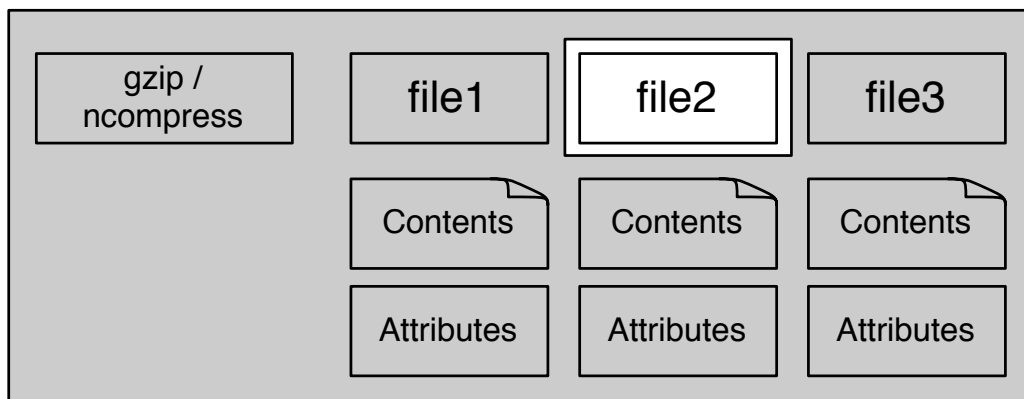 gzip /
ncompress
file1
file2
file3
Contents
Contents
Contents
Attributes
Attributes
Attributes